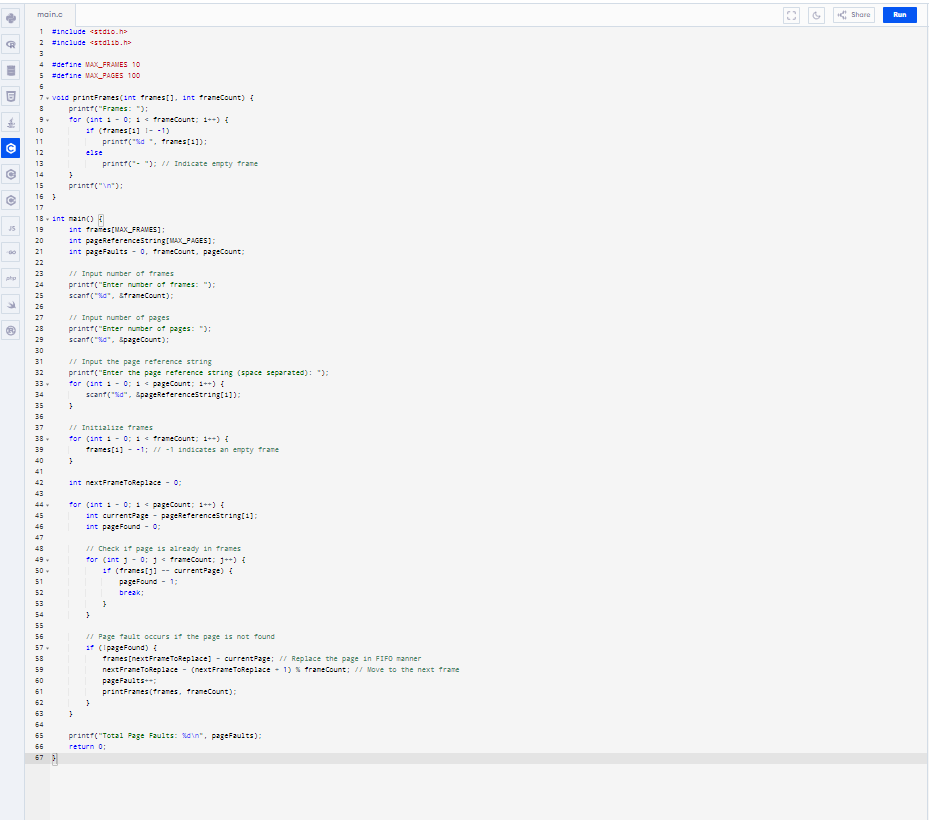 main.c
Share
Run
1 #include <stdio.h>
2 #include <stdlib.h>
3
4 #define MAX_FRAMES 10
5 #define MAX_PAGES 100
6
7 void printFrames(int frames[], int frameCount) {
8 printf("Frames: ");
9 for (int i = 0; i < frameCount; i++) {
10 if (frames[i] != -1)
11 printf("%d ", frames[i]);
12 else
13 printf("- "); // Indicate empty frame
14 }
15 printf("\n");
16 }
17
18 int main() {
19 int frames[MAX_FRAMES];
20 int pageReferenceString[MAX_PAGES];
21 int pageFaults = 0, frameCount, pageCount;
22
23 // Input number of frames
24 printf("Enter number of frames: ");
25 scanf("%d", &frameCount);
26
27 // Input number of pages
28 printf("Enter number of pages: ");
29 scanf("%d", &pageCount);
30
31 // Input the page reference string
32 printf("Enter the page reference string (space separated): ");
33 for (int i = 0; i < pageCount; i++) {
34 scanf("%d", &pageReferenceString[i]);
35 }
36
37 // Initialize frames
38 for (int i = 0; i < frameCount; i++) {
39 frames[i] = -1; // -1 indicates an empty frame
40 }
41
42 int nextFrameToReplace = 0;
43
44 for (int i = 0; i < pageCount; i++) {
45 int currentPage = pageReferenceString[i];
46 int pageFound = 0;
47
48 // Check if page is already in frames
49 for (int j = 0; j < frameCount; j++) {
50 if (frames[j] == currentPage) {
51 pageFound = 1;
52 break;
53 }
54 }
55
56 // Page fault occurs if the page is not found
57 if (!pageFound) {
58 frames[nextFrameToReplace] = currentPage; // Replace the page in FIFO manner
59 nextFrameToReplace = (nextFrameToReplace + 1) % frameCount; // Move to the next frame
60 pageFaults++;
61 printFrames(frames, frameCount);
62 }
63 }
64
65 printf("Total Page Faults: %d\n", pageFaults);
66 return 0;
67 }
JS
GO
php